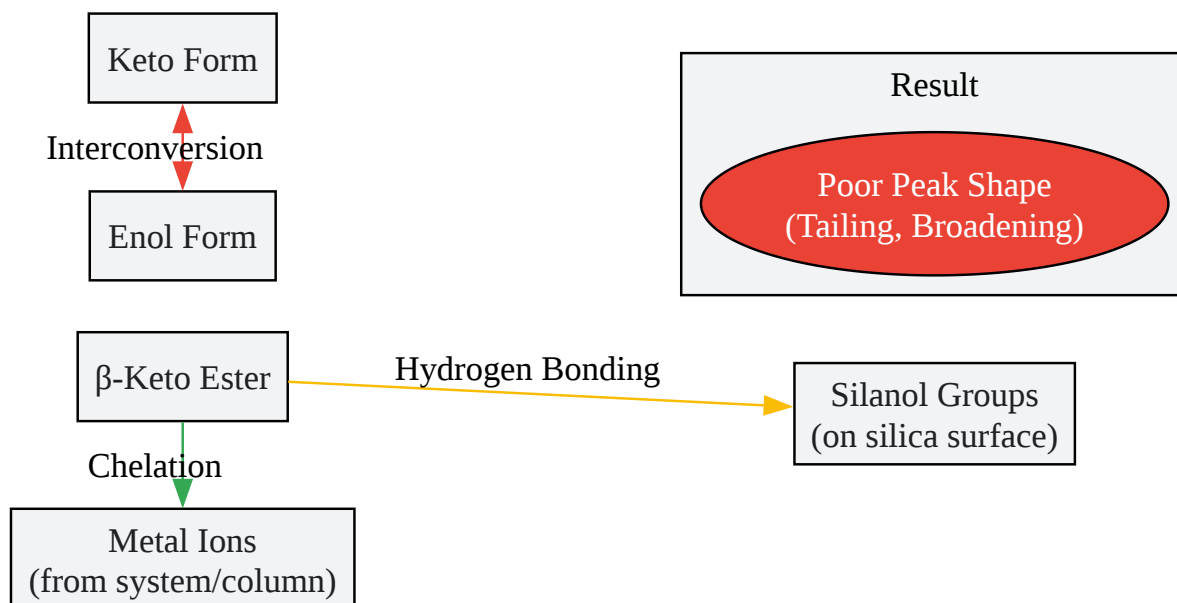 Keto Form
Interconversion
Enol Form
Result
Poor Peak Shape
(Tailing, Broadening)
β-Keto Ester
Hydrogen Bonding
Silanol Groups
(on silica surface)
Chelation
Metal Ions
(from system/column)